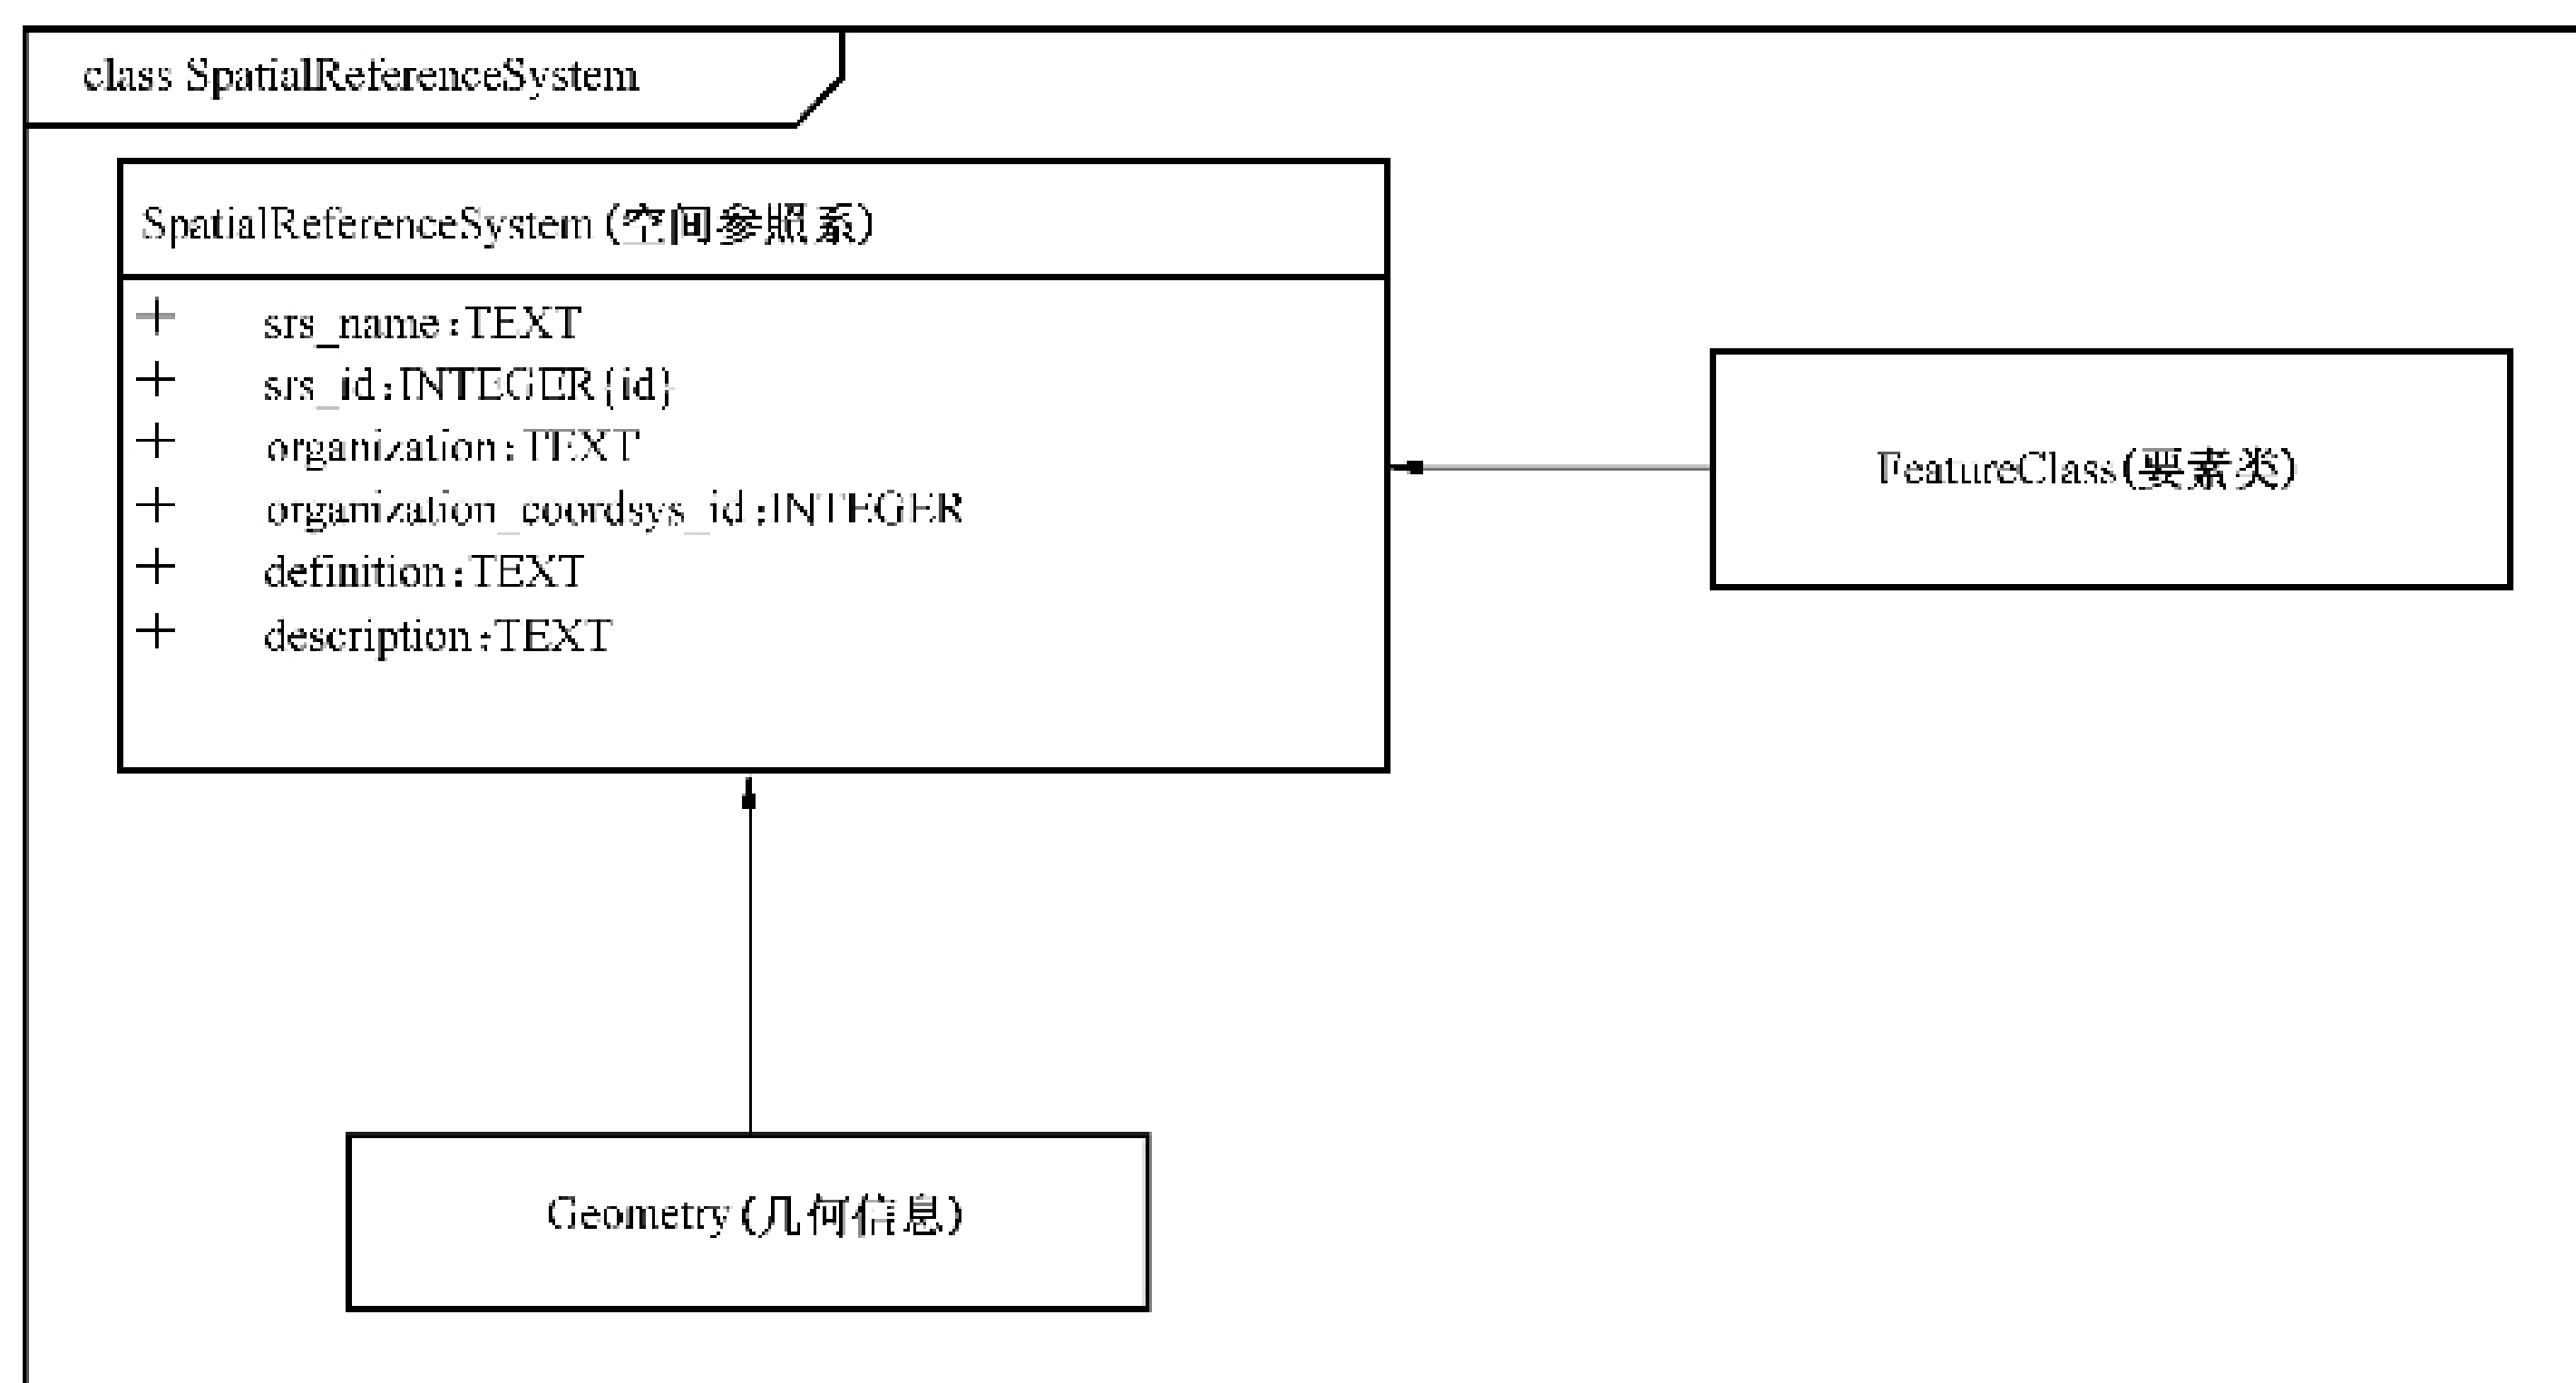 class SpatialReferenceSystem
SpatialReferenceSystem(空间参照系)
+ srs_name:TEXT
+ srs_id:INTEGER{id}
+ organization:TEXT
+ organization_coordsys_id:INTEGER
+ definition:TEXT
+ description:TEXT
FeatureClass(要素类)
Geometry(几何信息)